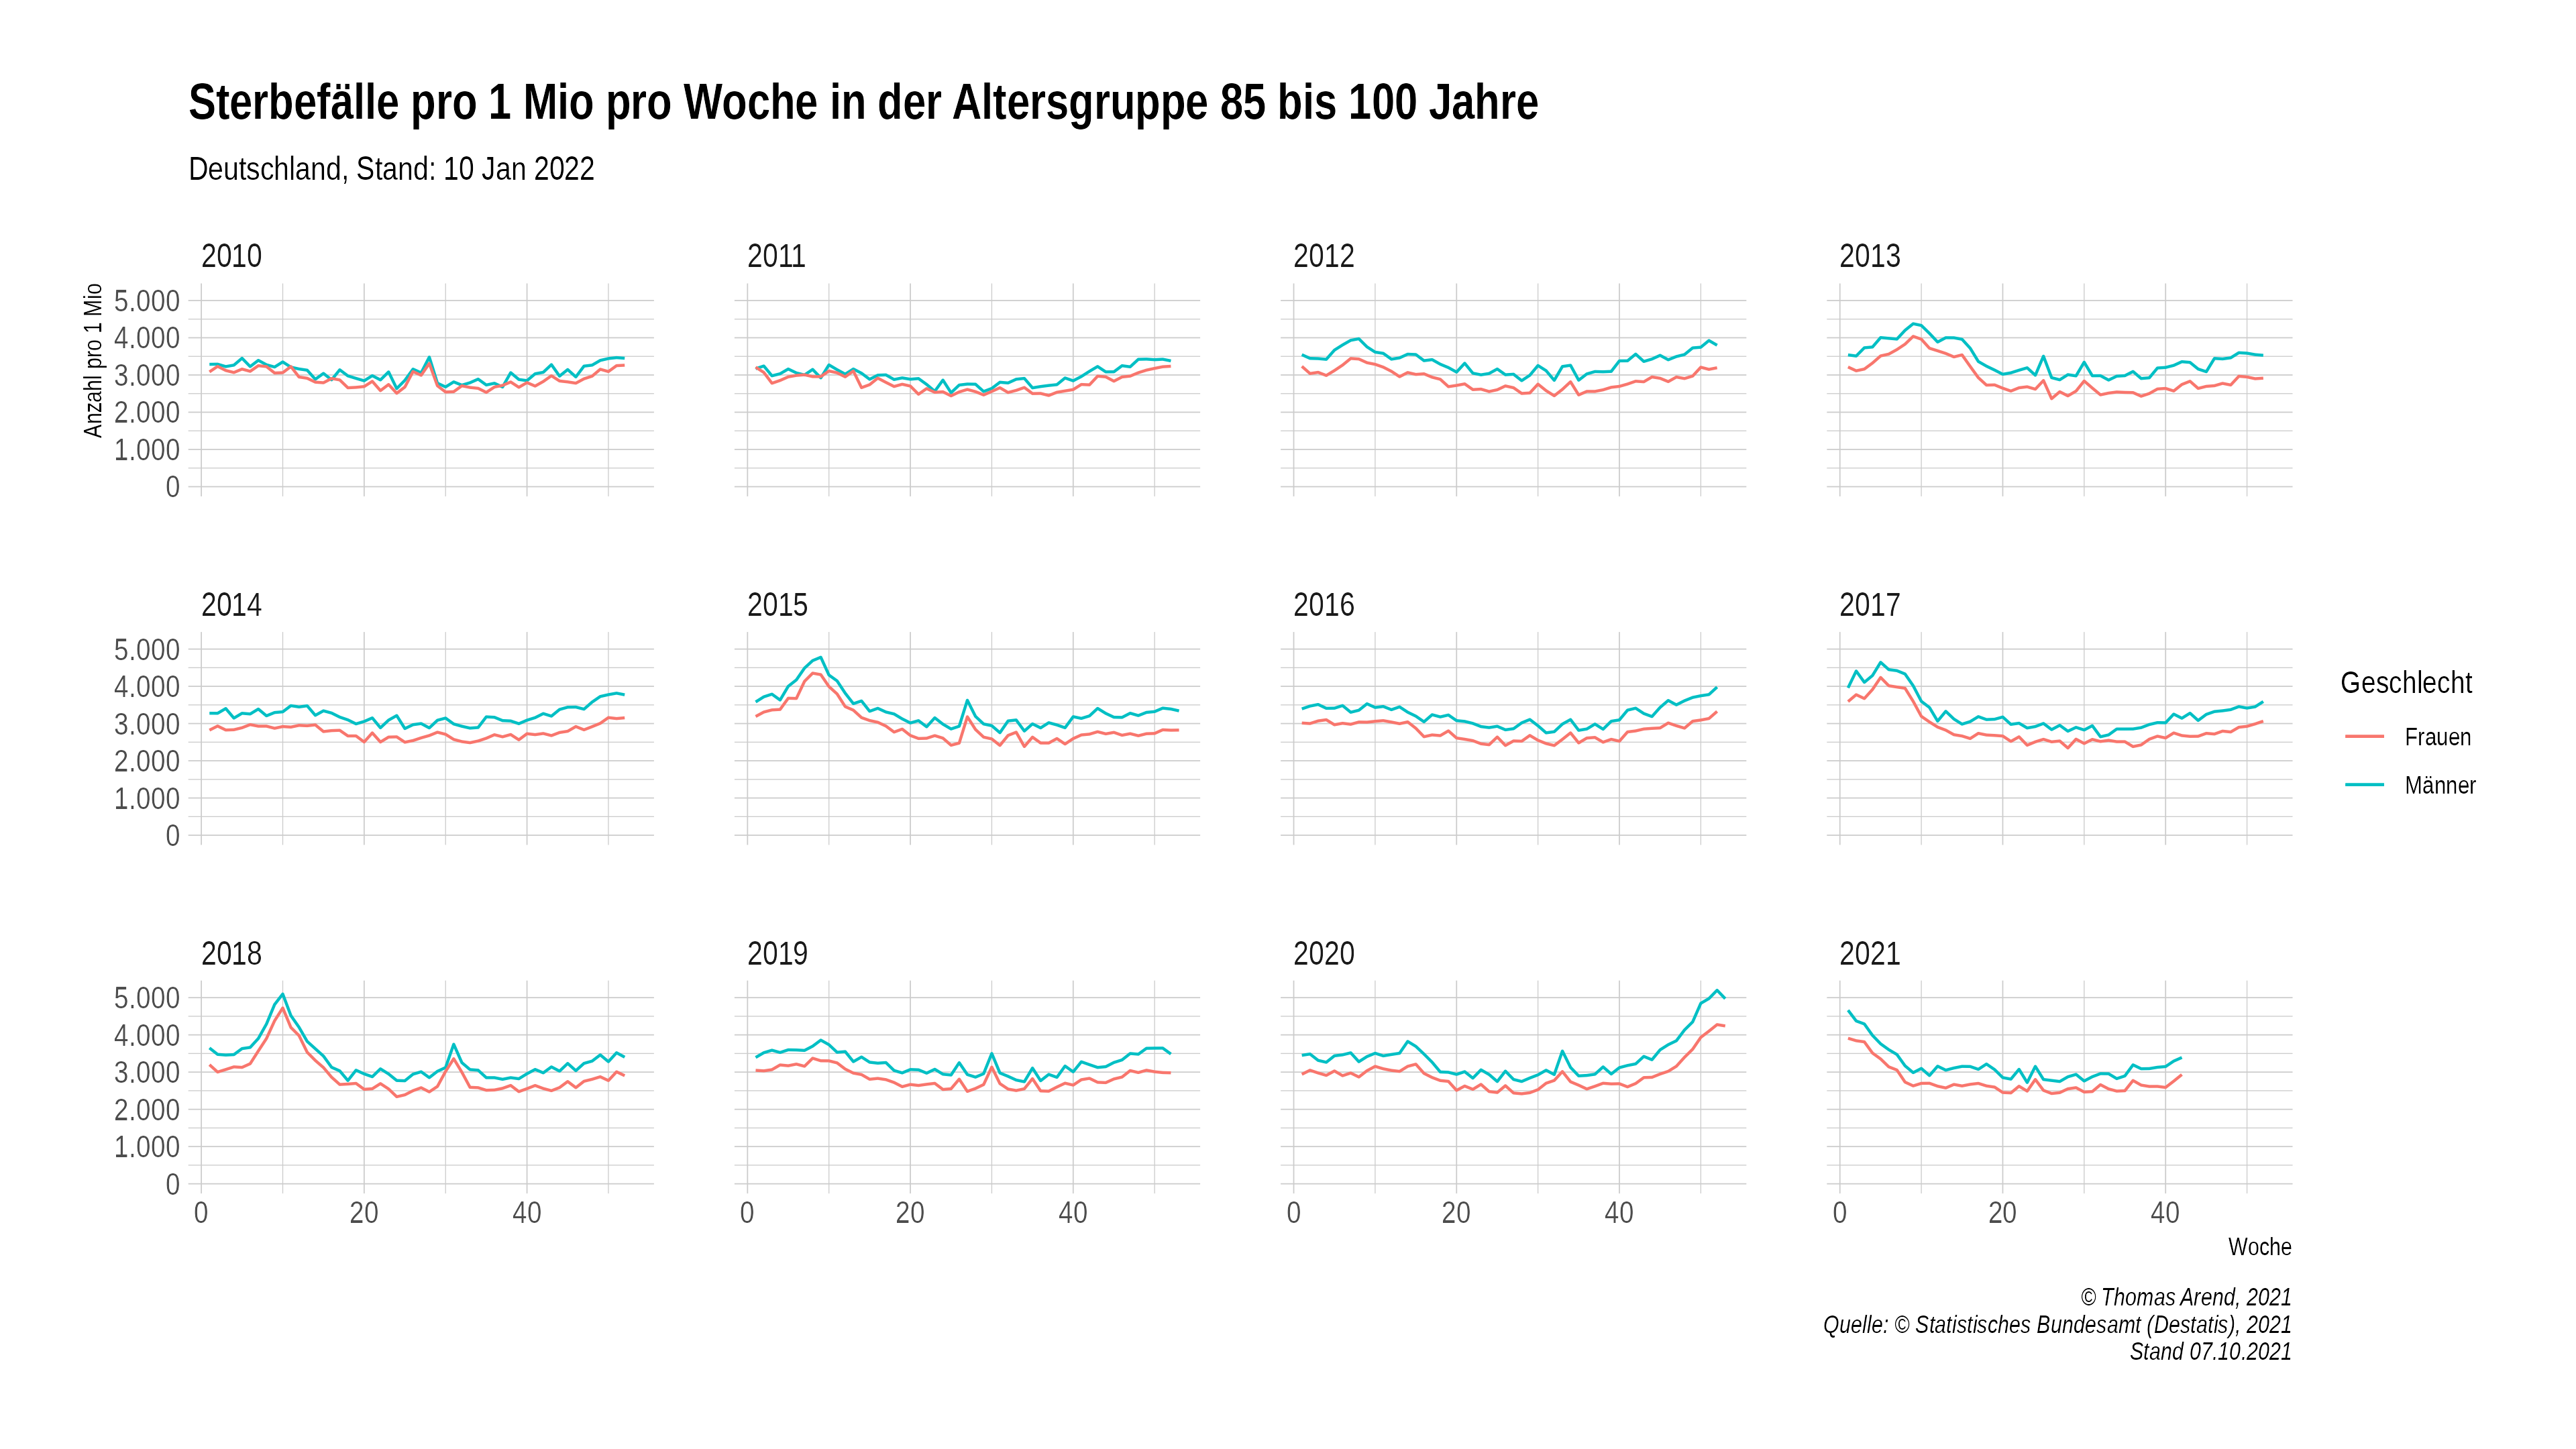 Sterbefälle pro 1 Mio pro Woche in der Altersgruppe 85 bis 100 Jahre
Deutschland, Stand: 10 Jan 2022
2010
2011
2012
2013
Anzahl pro 1 Mio
5.000
4.000
3.000
2.000
1.000
0
2014
2015
2016
2017
5.000
4.000
3.000
2.000
1.000
0
Geschlecht
Frauen
Männer
2018
2019
2020
2021
5.000
4.000
3.000
2.000
1.000
0
0 20 40
0 20 40
0 20 40
0 20 40
Woche
© Thomas Arend, 2021
Quelle: © Statistisches Bundesamt (Destatis), 2021
Stand 07.10.2021